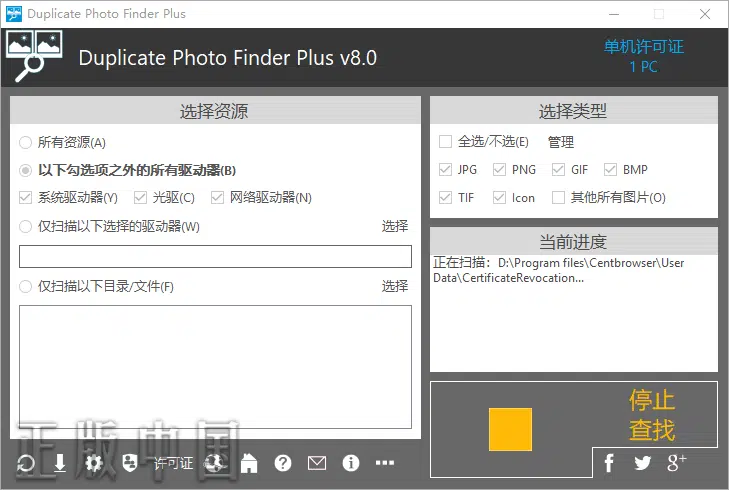 Duplicate Photo Finder Plus
Duplicate Photo Finder Plus v8.0
单机许可证
1 PC
选择资源
所有资源(A)
以下勾选项之外的所有驱动器(B)
系统驱动器(Y) 光驱(C) 网络驱动器(N)
仅扫描以下选择的驱动器(W) 选择
仅扫描以下目录/文件(F) 选择
选择类型
全选/不选(E) 管理
JPG PNG GIF BMP
TIF Icon 其他所有图片(O)
当前进度
正在扫描：D:\Program files\Centbrowser\User
Data\CertificateRevocation...
停止
查找
正版中国
许可证
f g+